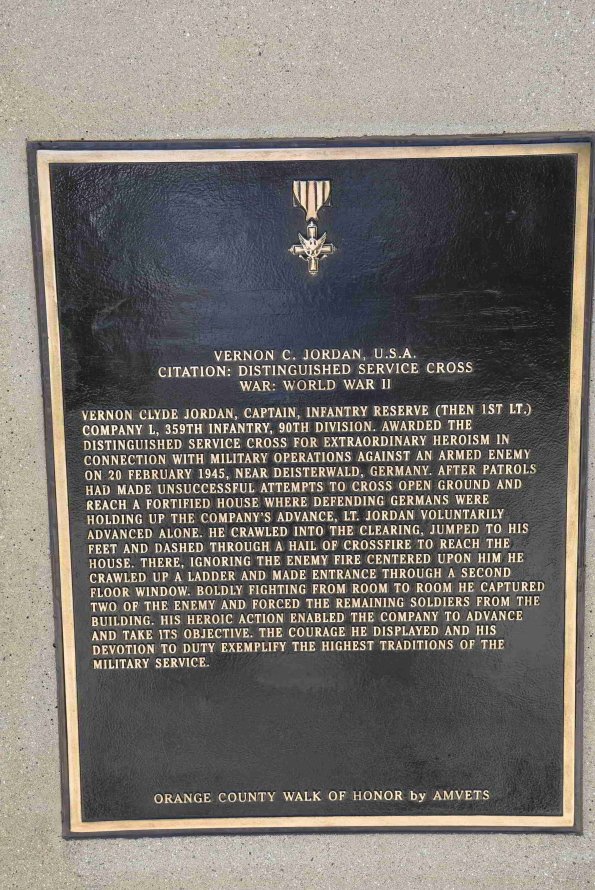 VERNON C. JORDAN, U.S.A.
CITATION: DISTINGUISHED SERVICE CROSS
WAR: WORLD WAR II
VERNON CLYDE JORDAN, CAPTAIN, INFANTRY RESERVE (THEN 1ST LT.)
COMPANY L, 359TH INFANTRY, 90TH DIVISION. AWARDED THE
DISTINGUISHED SERVICE CROSS FOR EXTRAORDINARY HEROISM IN
CONNECTION WITH MILITARY OPERATIONS AGAINST AN ARMED ENEMY
ON 20 FEBRUARY 1945, NEAR DEISTERWALD, GERMANY. AFTER PATROLS
HAD MADE UNSUCCESSFUL ATTEMPTS TO CROSS OPEN GROUND AND
REACH A FORTIFIED HOUSE WHERE DEFENDING GERMANS WERE
HOLDING UP THE COMPANY'S ADVANCE, LT. JORDAN VOLUNTARILY
ADVANCED ALONE. HE CRAWLED INTO THE CLEARING, JUMPED TO HIS
FEET AND DASHED THROUGH A HAIL OF CROSSFIRE TO REACH THE
HOUSE. THERE, IGNORING THE ENEMY FIRE CENTERED UPON HIM HE
CRAWLED UP A LADDER AND MADE ENTRANCE THROUGH A SECOND
FLOOR WINDOW. BOLDLY FIGHTING FROM ROOM TO ROOM HE CAPTURED
TWO OF THE ENEMY AND FORCED THE REMAINING SOLDIERS FROM THE
BUILDING. HIS HEROIC ACTION ENABLED THE COMPANY TO ADVANCE
AND TAKE ITS OBJECTIVE. THE COURAGE HE DISPLAYED AND HIS
DEVOTION TO DUTY EXEMPLIFY THE HIGHEST TRADITIONS OF THE
MILITARY SERVICE.
ORANGE COUNTY WALK OF HONOR by AMVETS